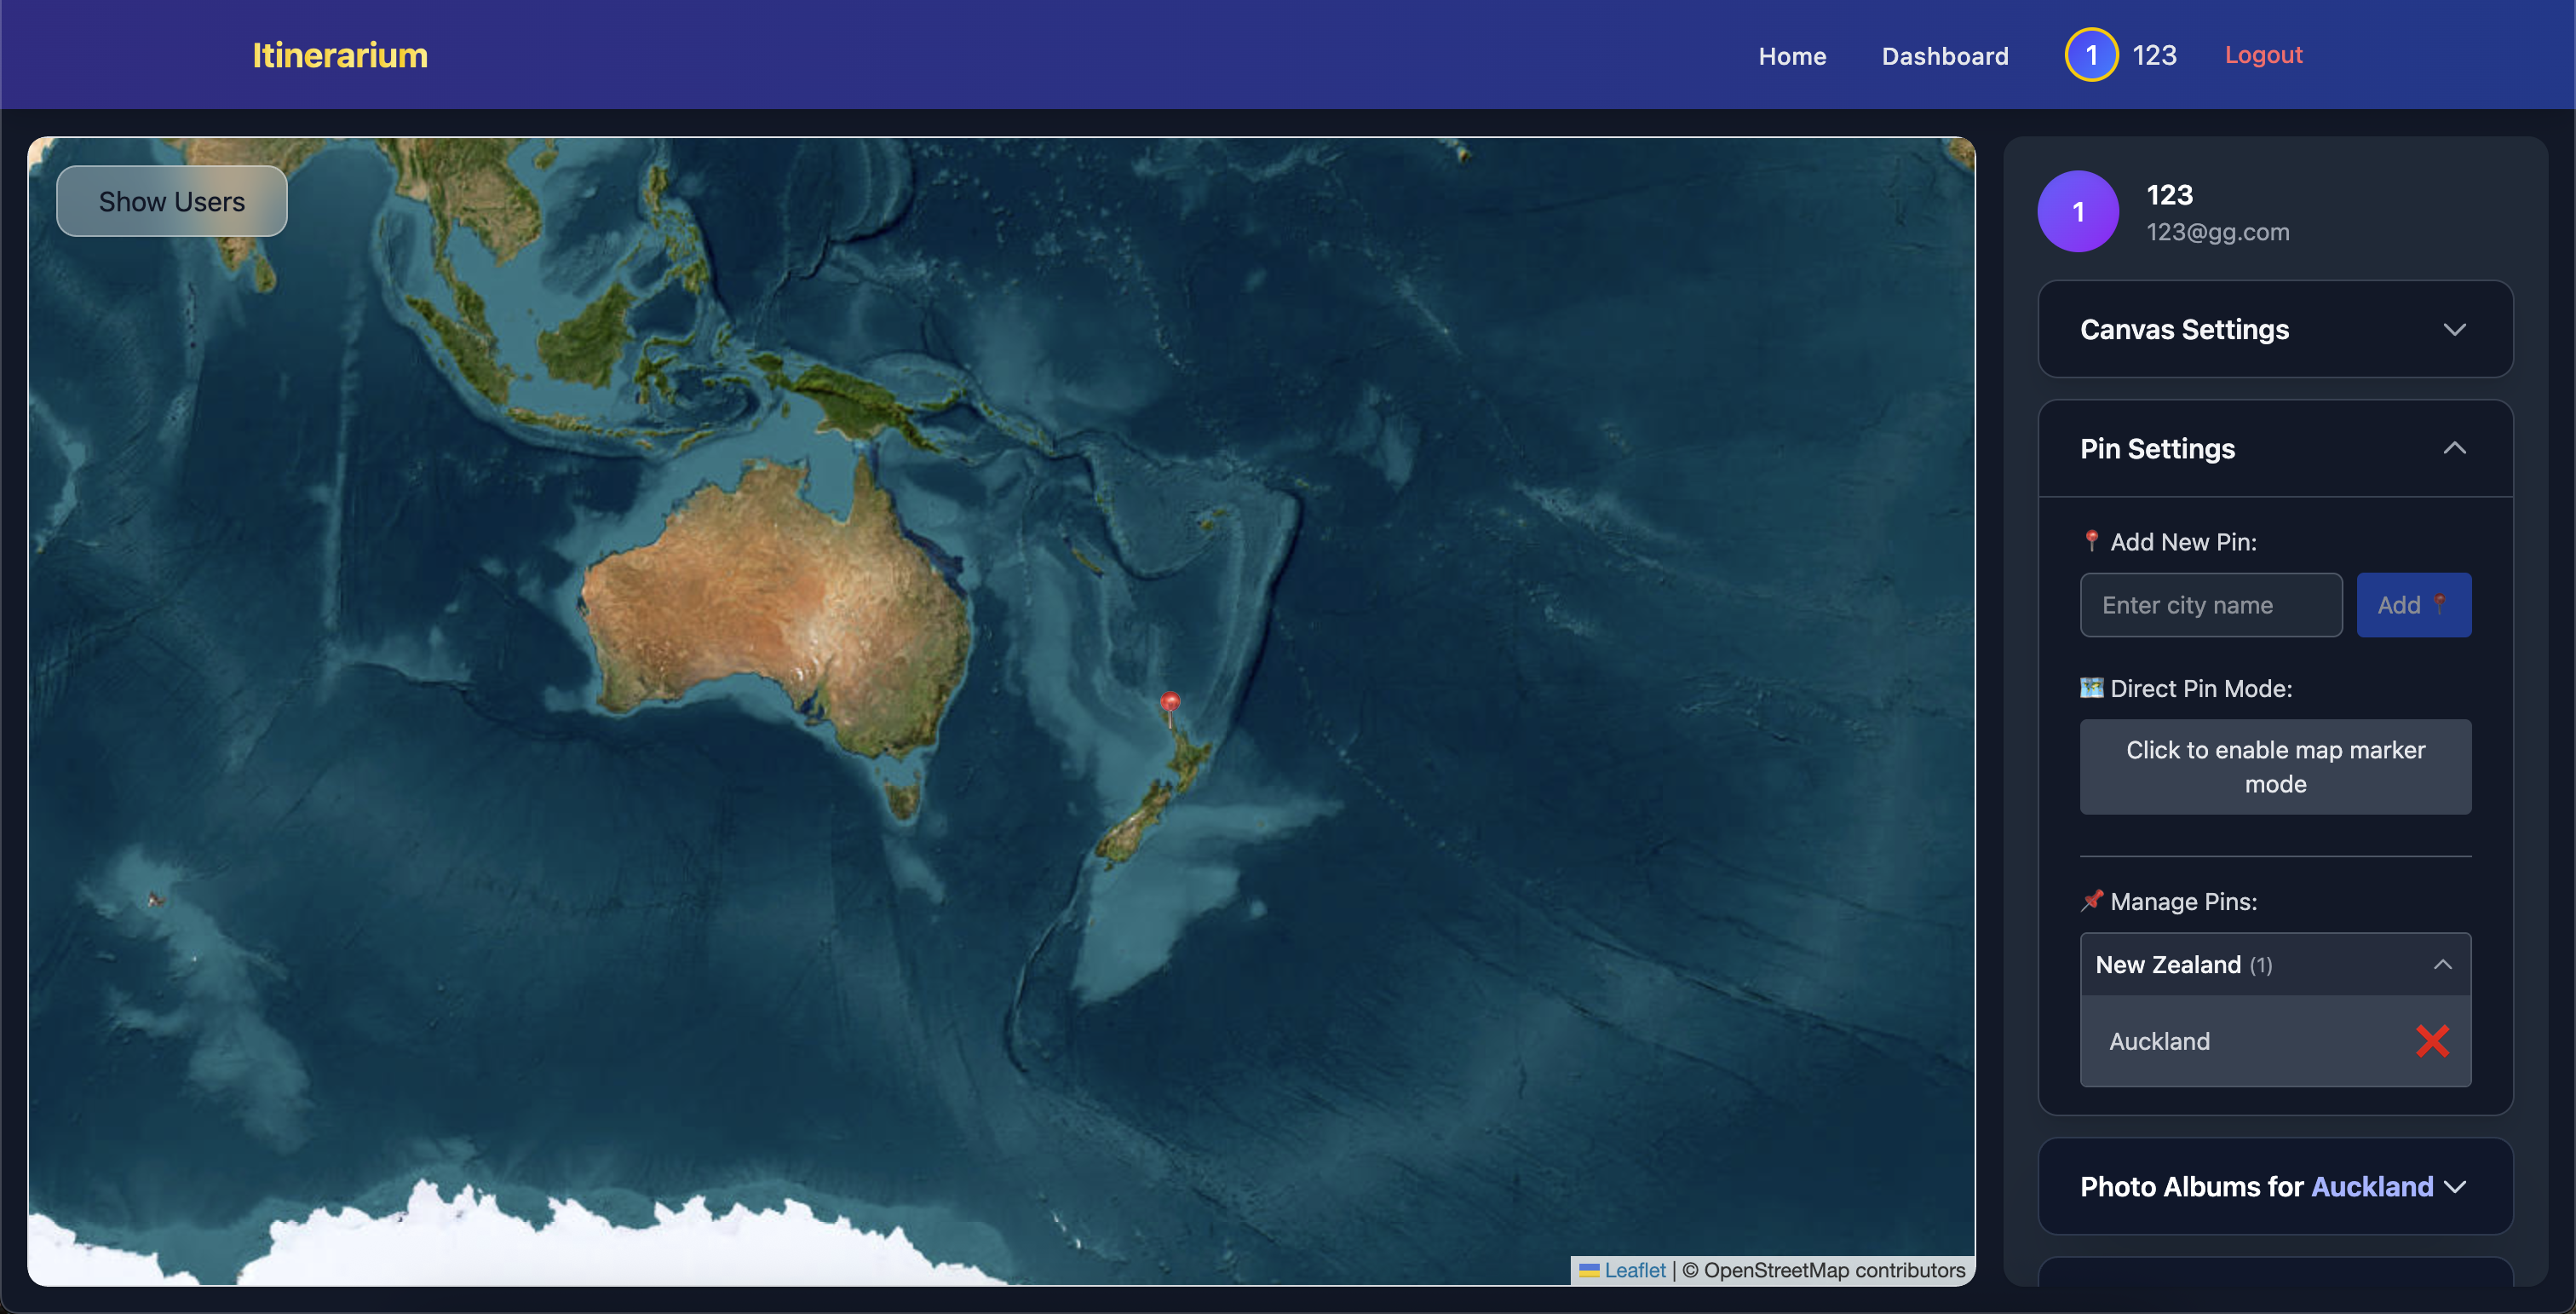 Itinerarium
Home
Dashboard
1
123
Logout
Show Users
1
123
123@gg.com
Canvas Settings
Pin Settings
📍 Add New Pin:
Enter city name
Add 📍
🗺️ Direct Pin Mode:
Click to enable map marker
mode
📌 Manage Pins:
New Zealand (1)
Auckland
Photo Albums for Auckland
Leaflet | © OpenStreetMap contributors